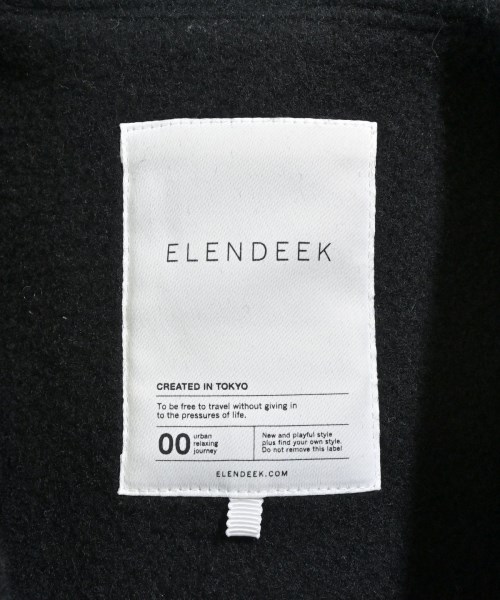 ELENDEEK
CREATED IN TOKYO
To be free to travel without giving in
to the pressures of life.
00
urban
relaxing
journey
New and playful style
plus find your own style.
Do not remove this label
ELENDEEK.COM